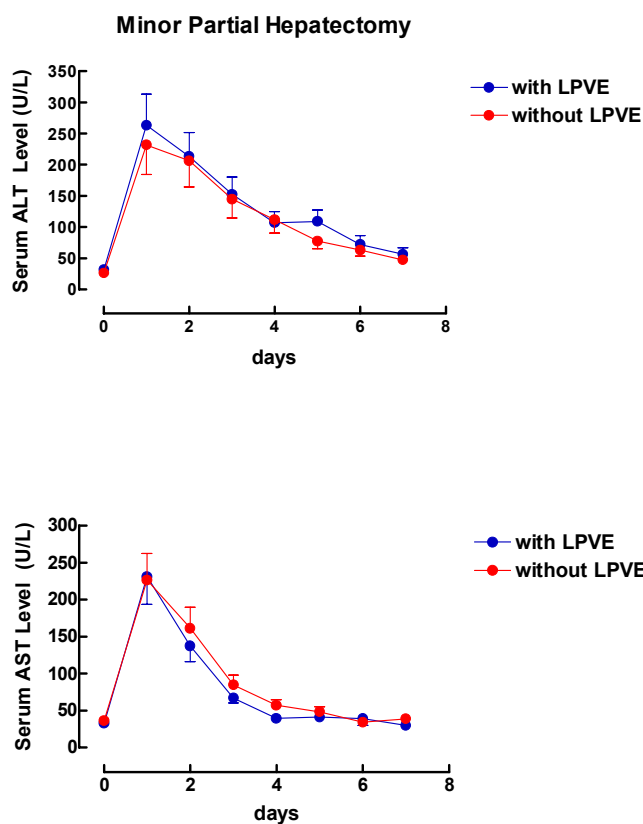 Minor Partial Hepatectomy
Serum ALT Level (U/L)
350
300
250
200
150
100
50
0
0 2 4 6 8
days
with LPVE
without LPVE
Serum AST Level (U/L)
300
250
200
150
100
50
0
0 2 4 6 8
days
with LPVE
without LPVE